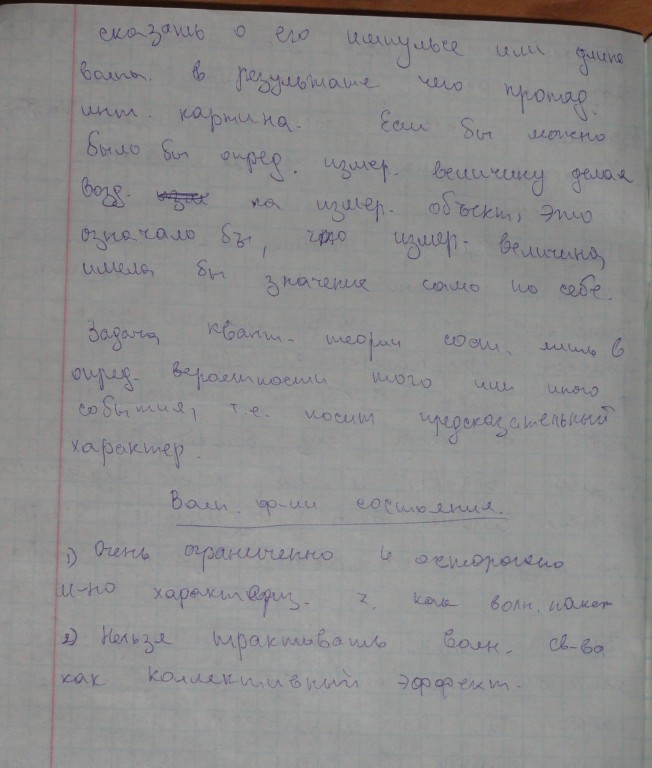 сказать о его импульсе или длине
волны. в результате чего пропад.
инт. картина. Если бы можно
было бы опред. измер. величину делая
возд. на измер. объект, это
означало бы, что измер. величина
имела бы значение само по себе.
Задача квант. теории сост. лишь в
опред. вероятности того или иного
события, т.е. носит предсказательный
характер.
Волн. ф-ии состояния.
1) Очень ограниченно и осторожно
м-но характериз. ч. как волн. пакет
2) Нельзя трактовать волн. св-ва
как коллективный эффект.